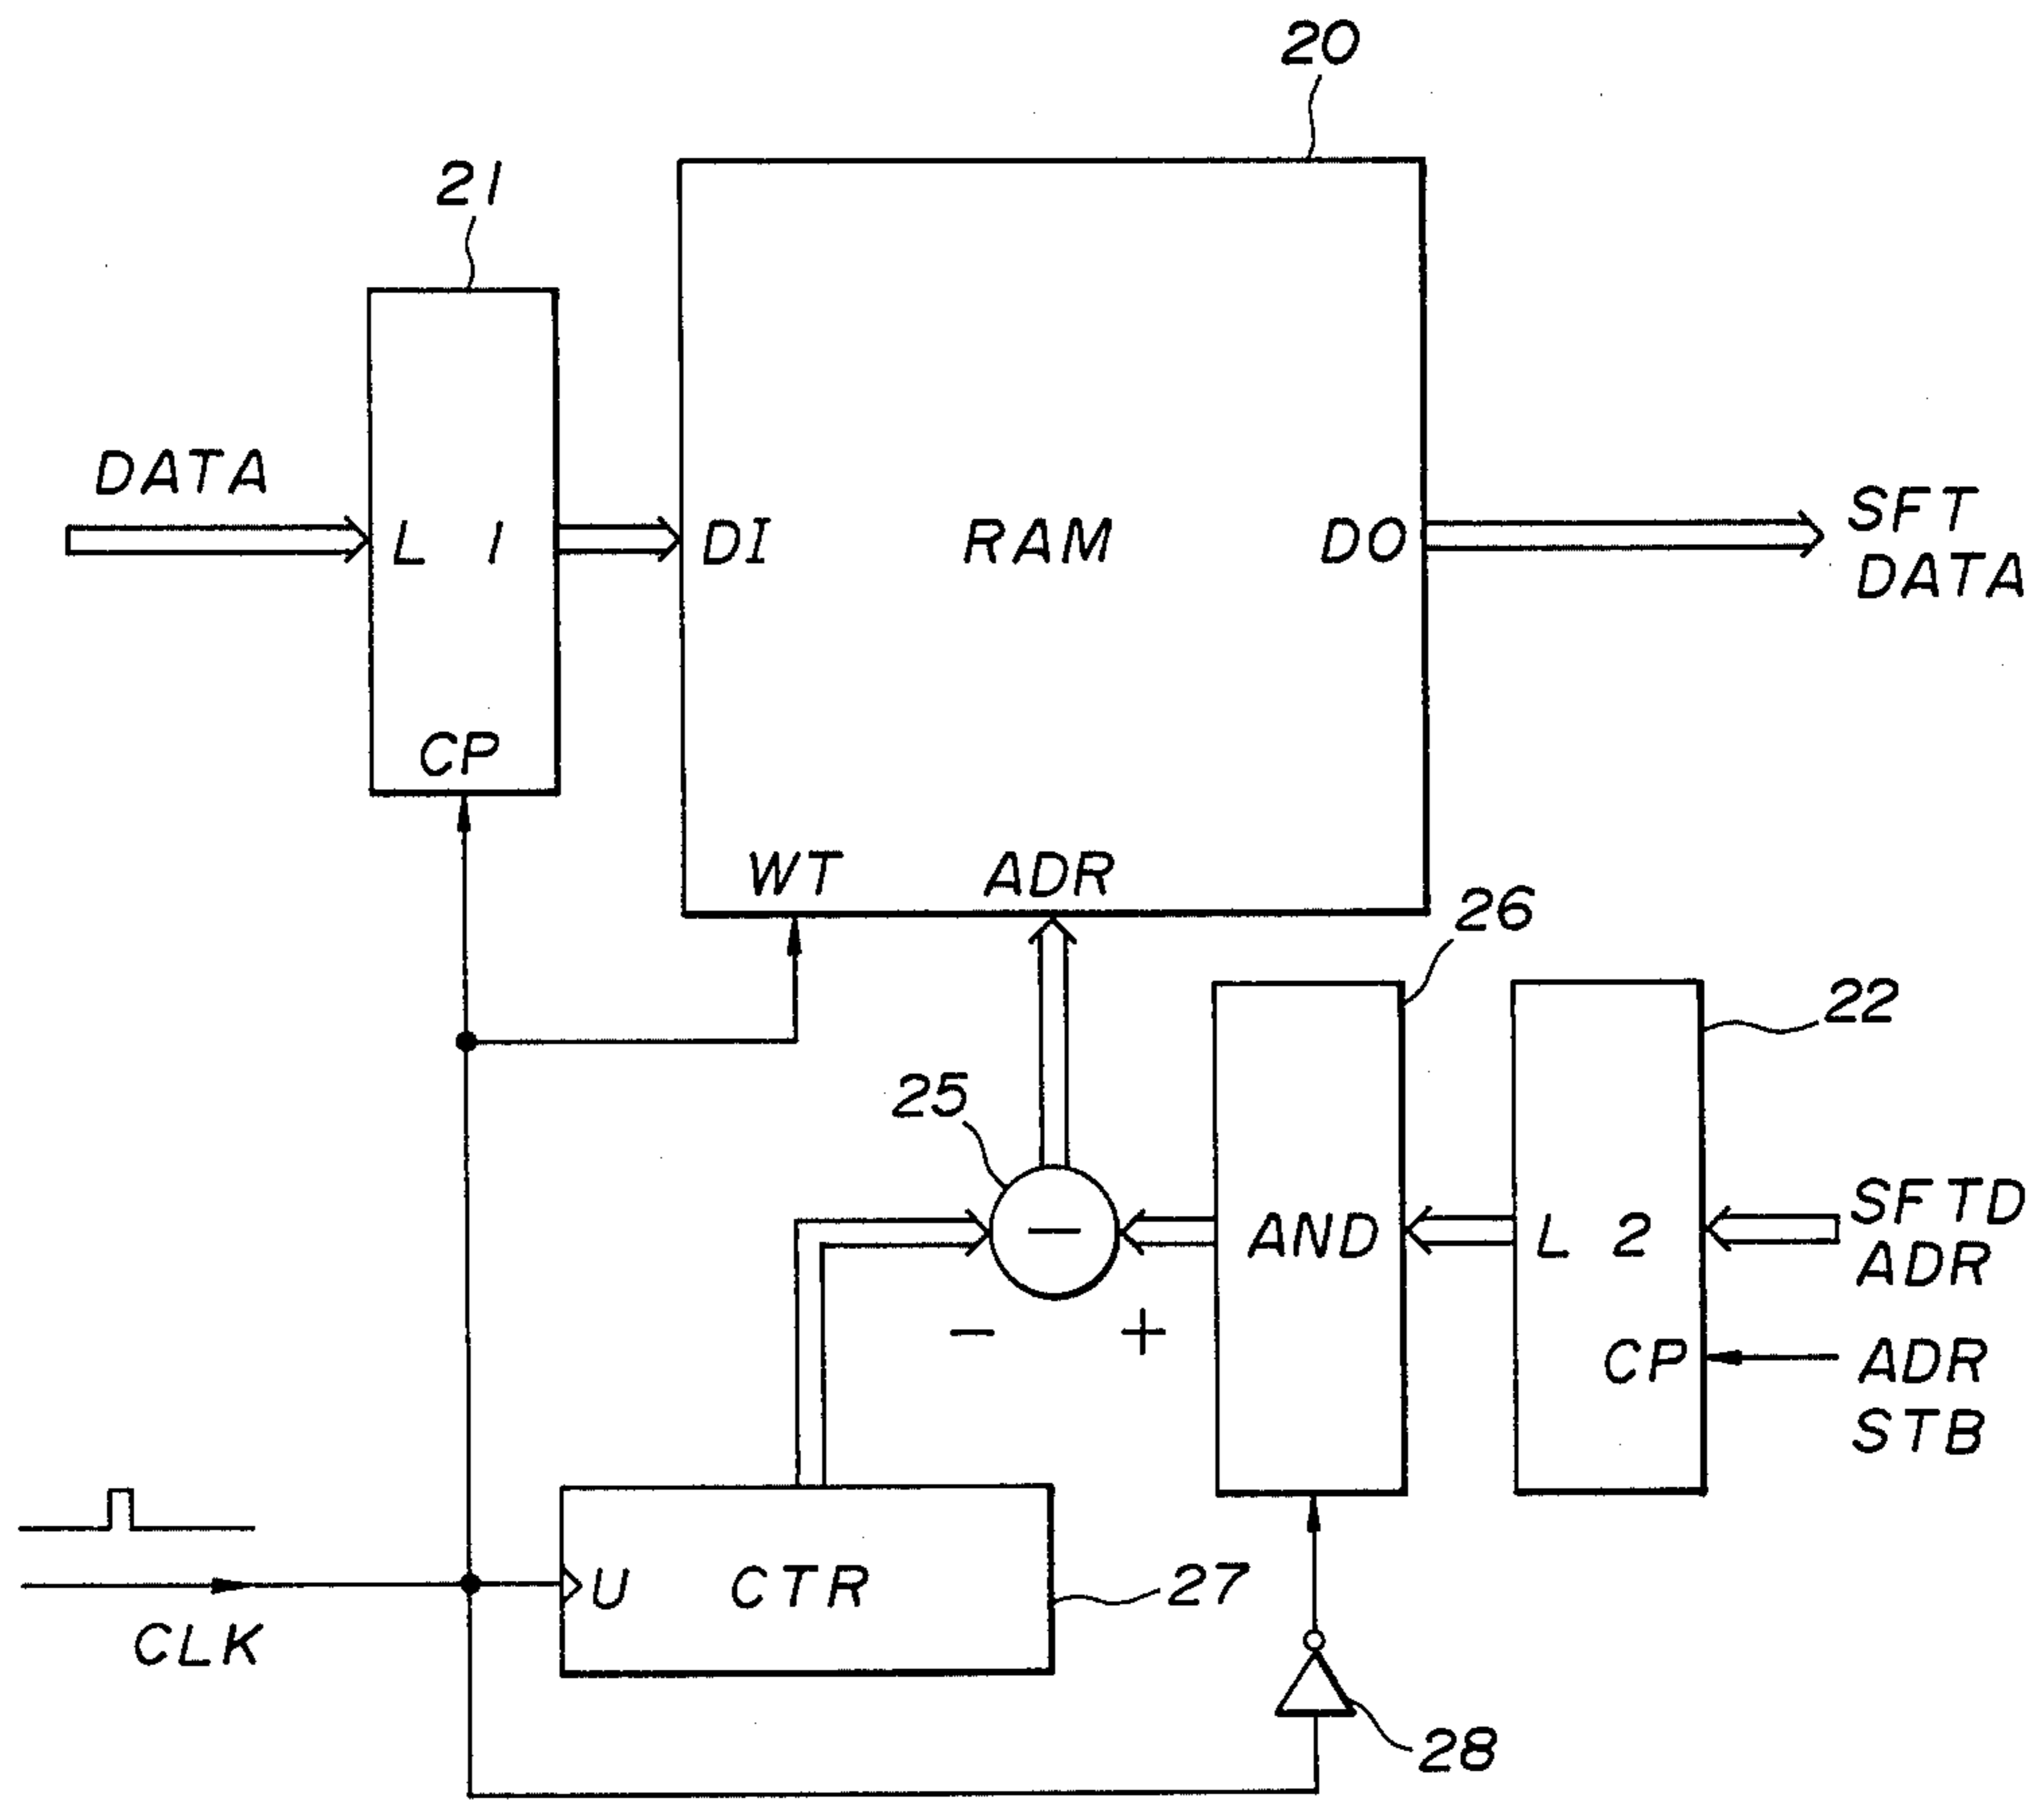 20
21
DATA
L 1
DI
RAM
DO
SFT
DATA
CP
WT
ADR
26
22
25
−
AND
L 2
SFTD
ADR
− +
CP
ADR
STB
U
CTR
27
CLK
28